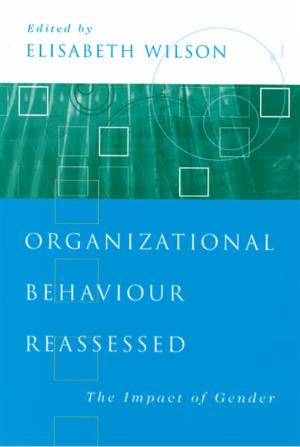 Edited by
ELISABETH WILSON
ORGANIZATIONAL
BEHAVIOUR
REASSESSED
The Impact of Gender